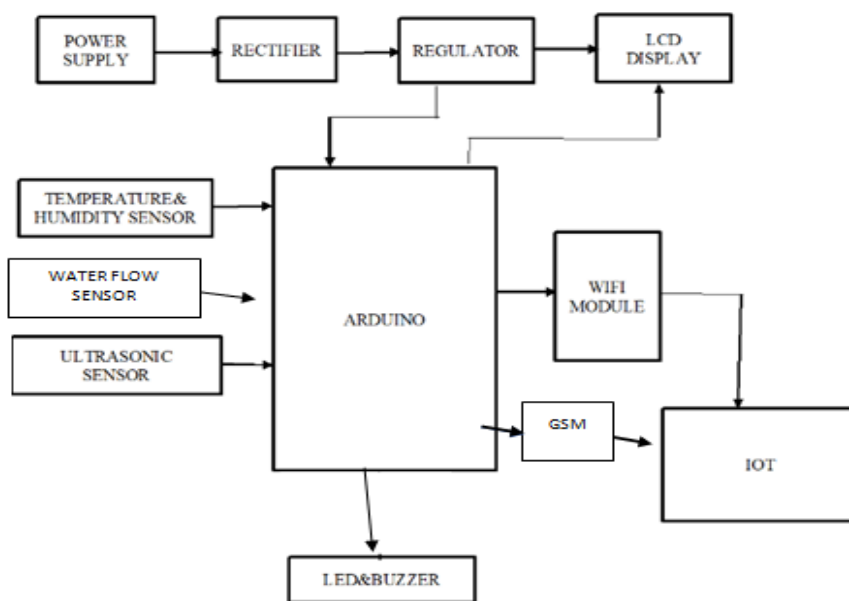 POWER
SUPPLY
RECTIFIER
REGULATOR
LCD
DISPLAY
TEMPERATURE&
HUMIDITY SENSOR
WATER FLOW
SENSOR
ULTRASONIC
SENSOR
ARDUINO
WIFI
MODULE
GSM
IOT
LED&BUZZER